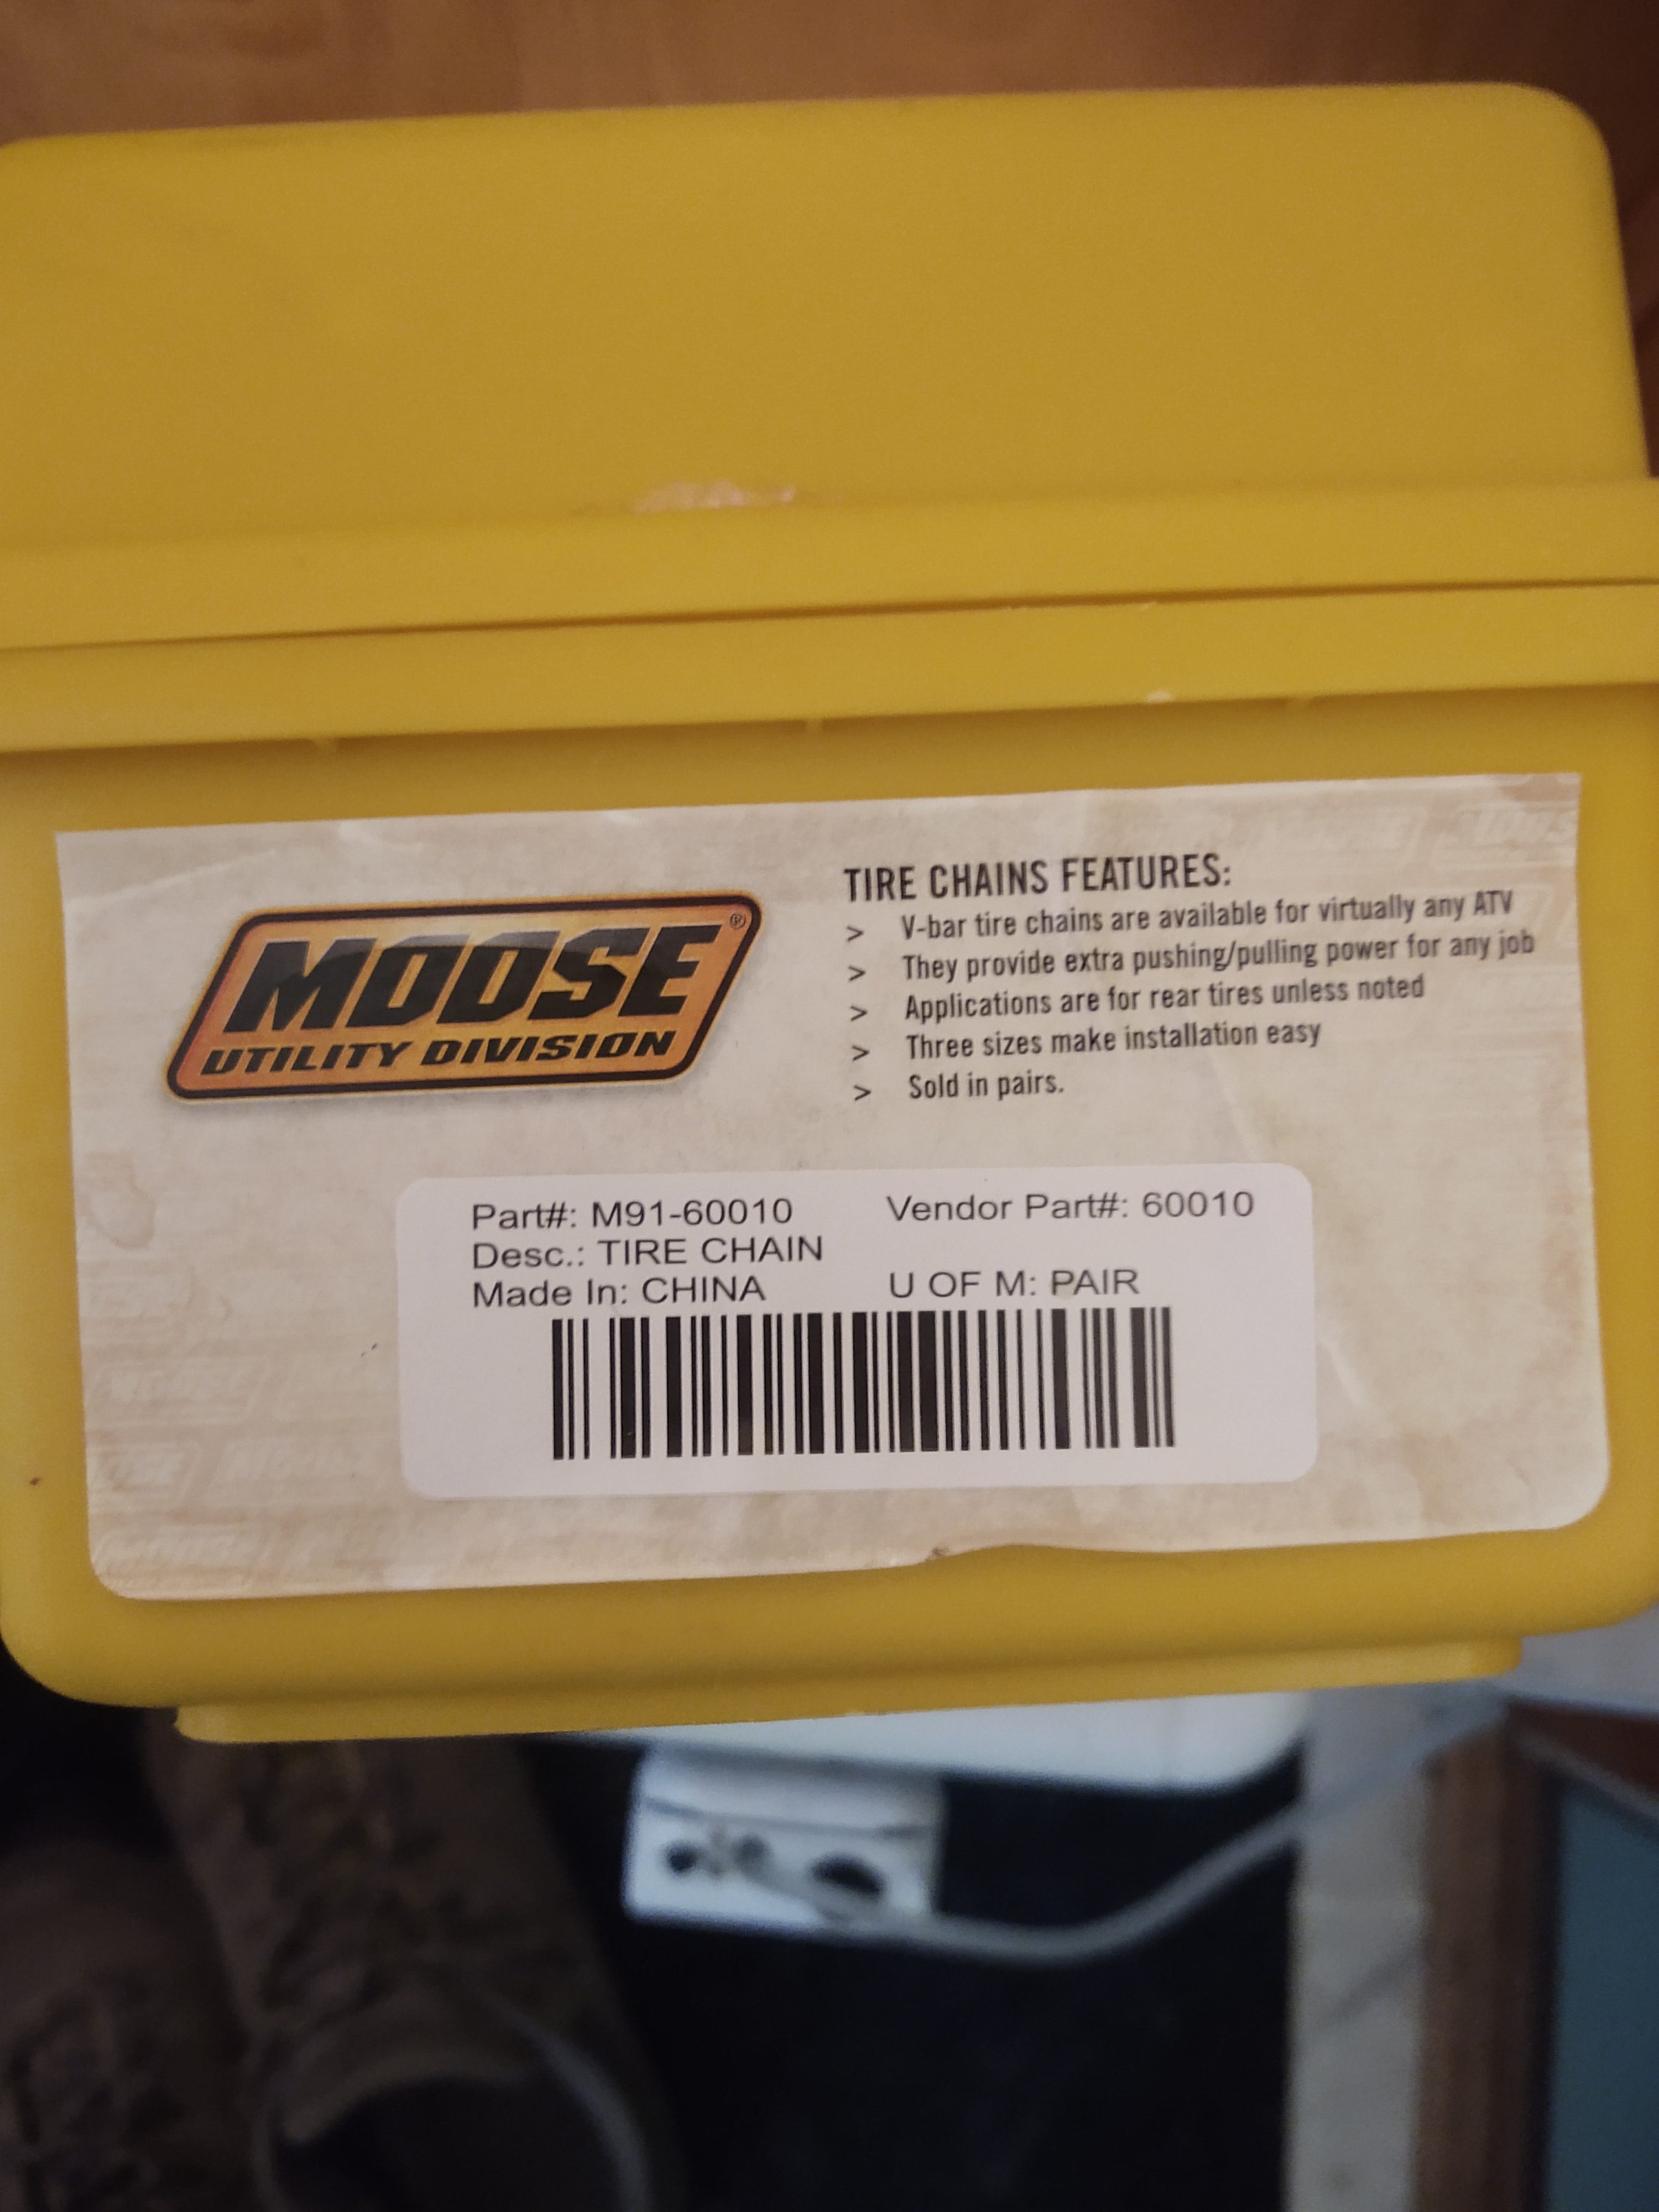 MOOSE®
UTILITY DIVISION
TIRE CHAINS FEATURES:
> V-bar tire chains are available for virtually any ATV
> They provide extra pushing/pulling power for any job
> Applications are for rear tires unless noted
> Three sizes make installation easy
> Sold in pairs.
Part#: M91-60010 Vendor Part#: 60010
Desc.: TIRE CHAIN
Made In: CHINA U OF M: PAIR